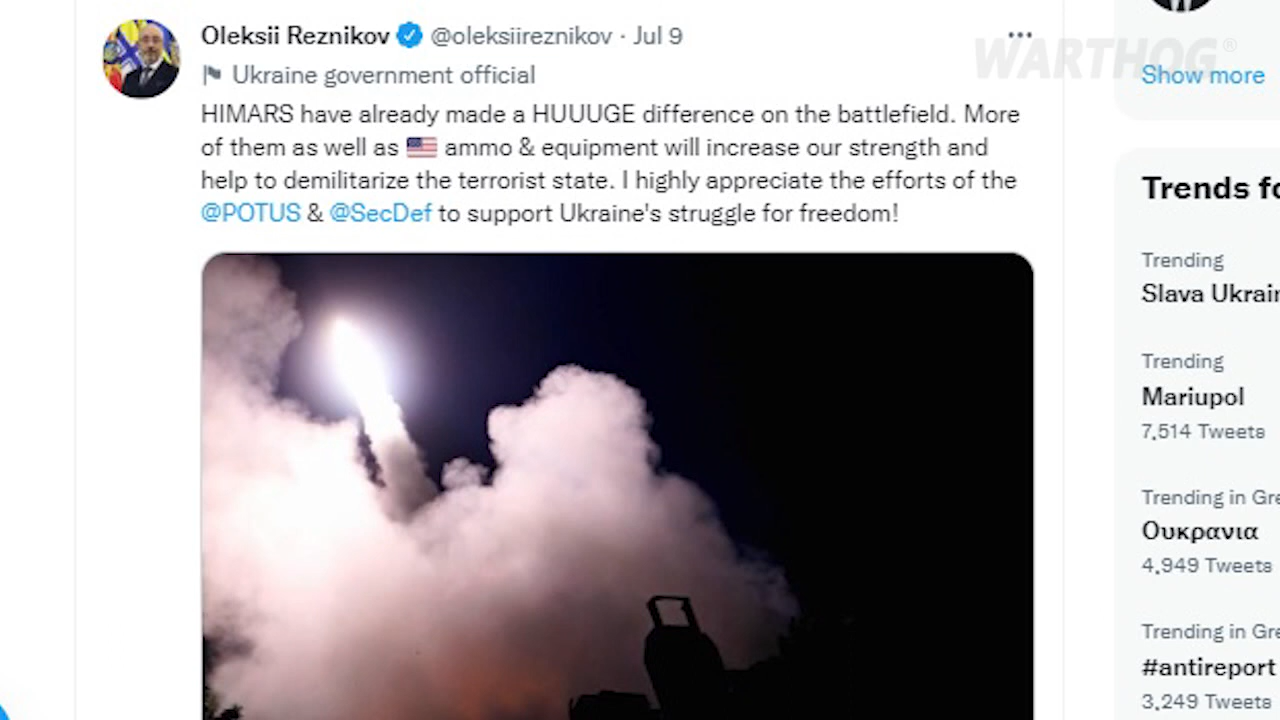 Oleksii Reznikov @oleksiireznikov · Jul 9
Ukraine government official
HIMARS have already made a HUUUGE difference on the battlefield. More
of them as well as 🇺🇸 ammo & equipment will increase our strength and
help to demilitarize the terrorist state. I highly appreciate the efforts of the
@POTUS & @SecDef to support Ukraine's struggle for freedom!
WARTHOG®
Show more
Trends fo
Trending
Slava Ukrain
Trending
Mariupol
7,514 Tweets
Trending in Gre
Ουκρανια
4,949 Tweets
Trending in Gre
#antireport
3,249 Tweets